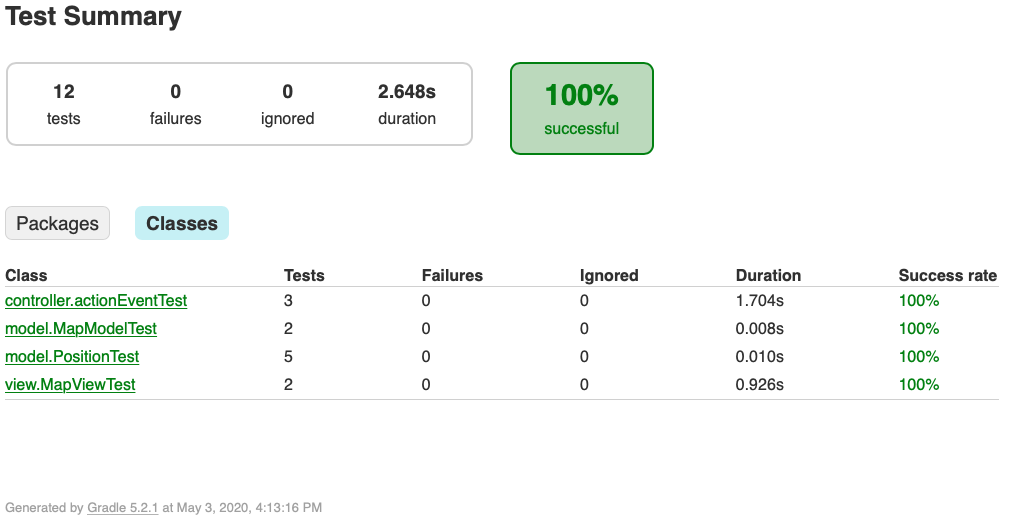 Test Summary
12 0 0 2.648s 100%
tests failures ignored duration successful
Packages Classes
Class Tests Failures Ignored Duration Success rate
controller.actionEventTest 3 0 0 1.704s 100%
model.MapModelTest 2 0 0 0.008s 100%
model.PositionTest 5 0 0 0.010s 100%
view.MapViewTest 2 0 0 0.926s 100%
Generated by Gradle 5.2.1 at May 3, 2020, 4:13:16 PM